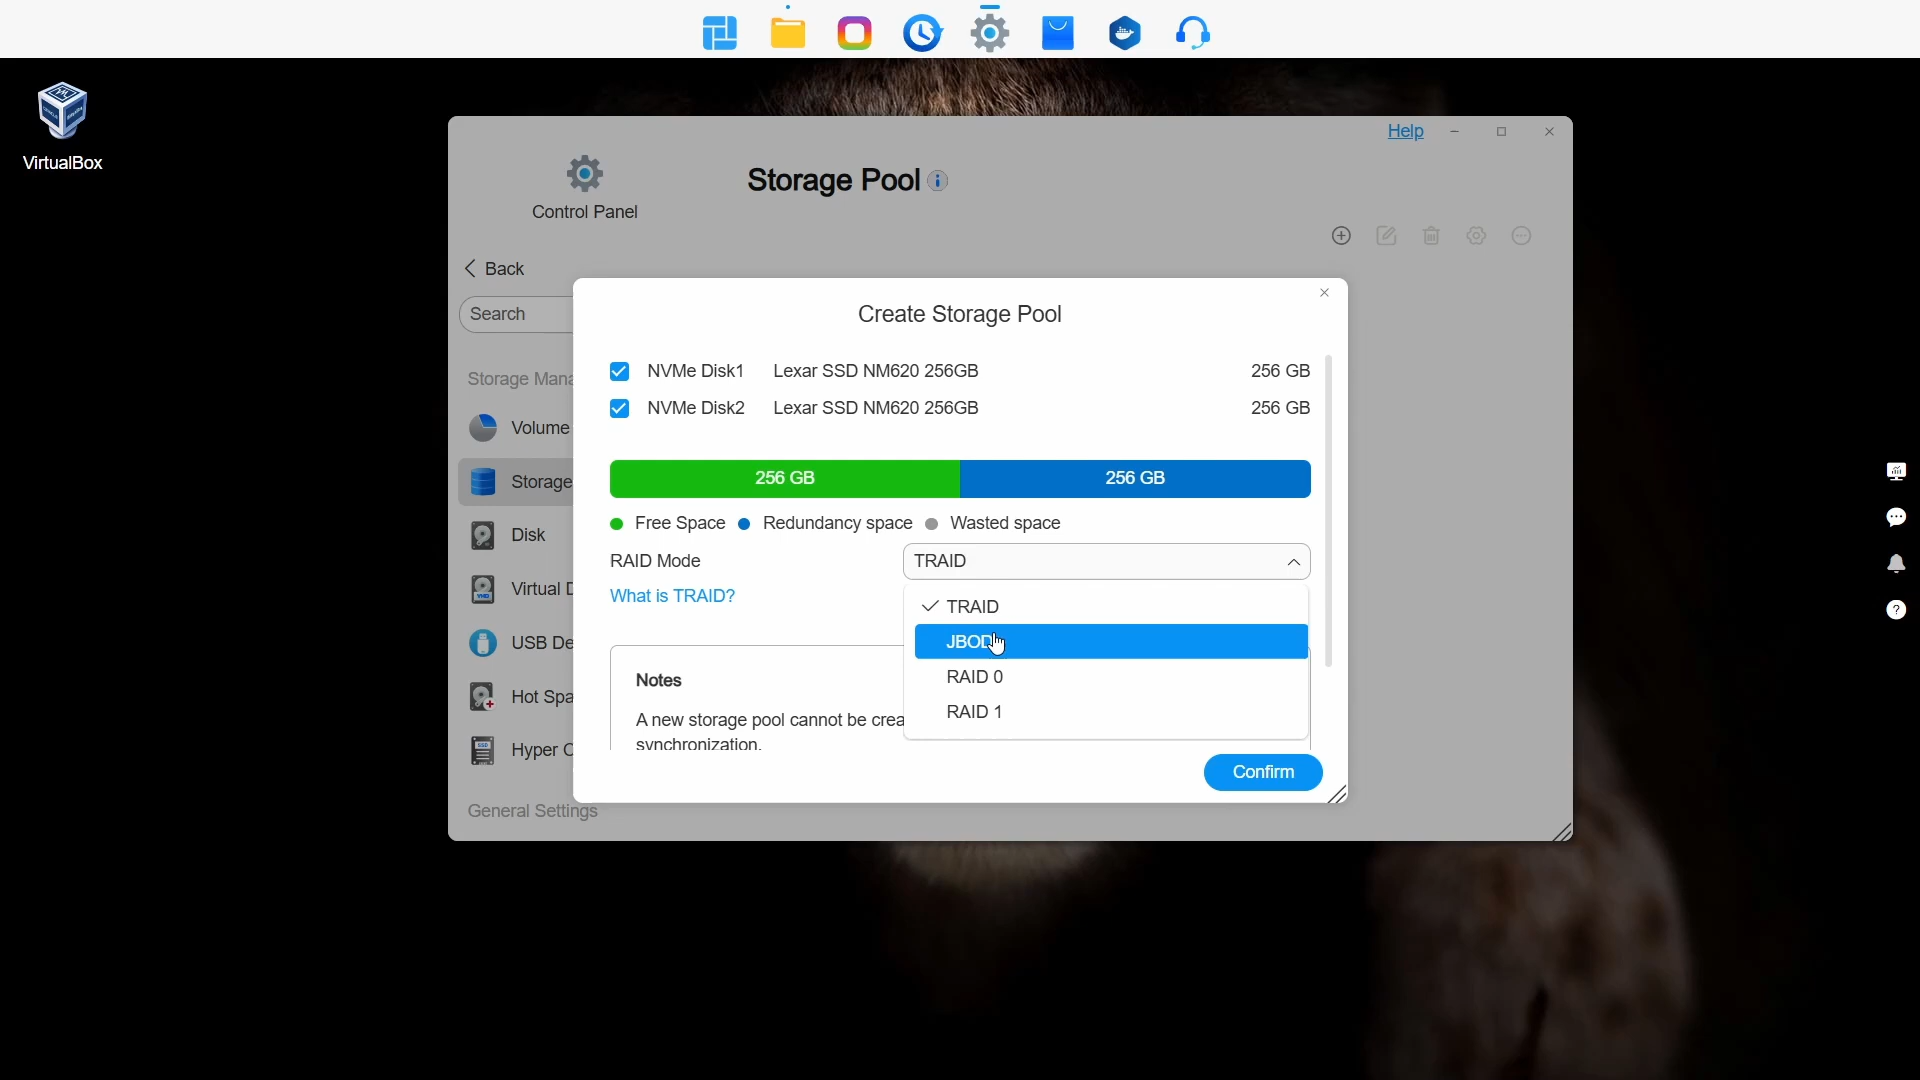 VirtualBox
Help
Control Panel
Storage Pool
Back
Search
Storage Mana
Volume
Storage
Disk
Virtual D
USB De
Hot Spa
Hyper C
General Settings
Create Storage Pool
NVMe Disk1 Lexar SSD NM620 256GB 256 GB
NVMe Disk2 Lexar SSD NM620 256GB 256 GB
256 GB 256 GB
Free Space Redundancy space Wasted space
RAID Mode TRAID
What is TRAID?
TRAID
JBOD
RAID 0
RAID 1
Notes
A new storage pool cannot be crea
synchronization.
Confirm